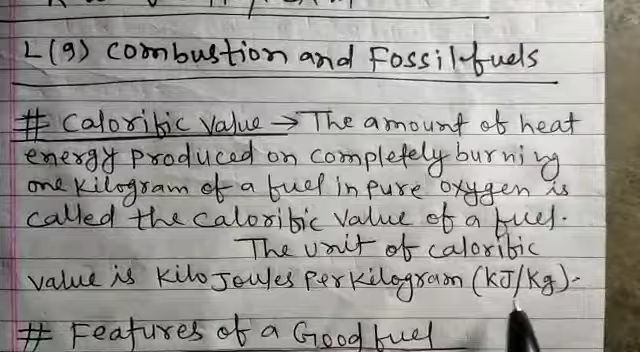 L(9) Combustion and Fossil fuels
# Calorific Value → The amount of heat
energy produced on completely burning
one kilogram of a fuel in pure oxygen is
called the calorific value of a fuel.
The unit of calorific
value is kilo Joules per kilogram (KJ/Kg).
# Features of a Good fuel